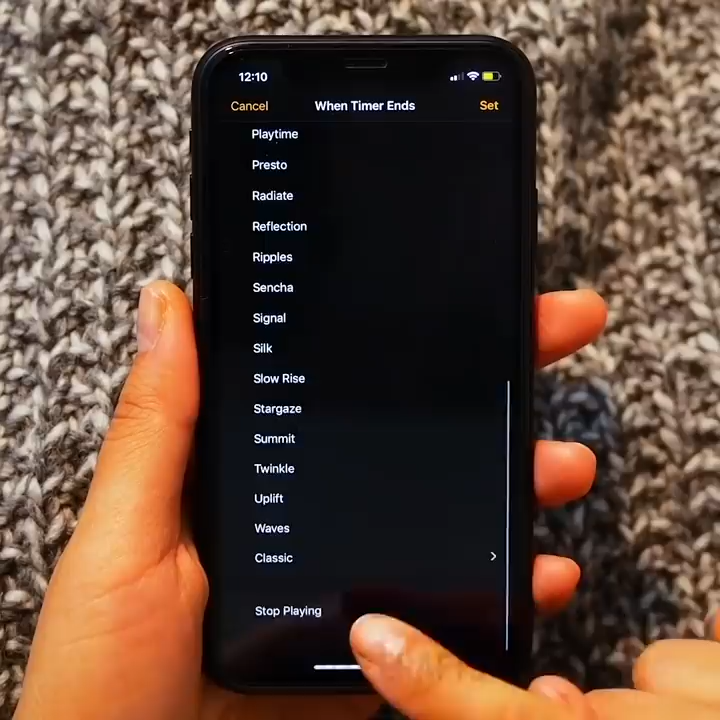 12:10
Cancel When Timer Ends Set
Playtime
Presto
Radiate
Reflection
Ripples
Sencha
Signal
Silk
Slow Rise
Stargaze
Summit
Twinkle
Uplift
Waves
Classic
Stop Playing